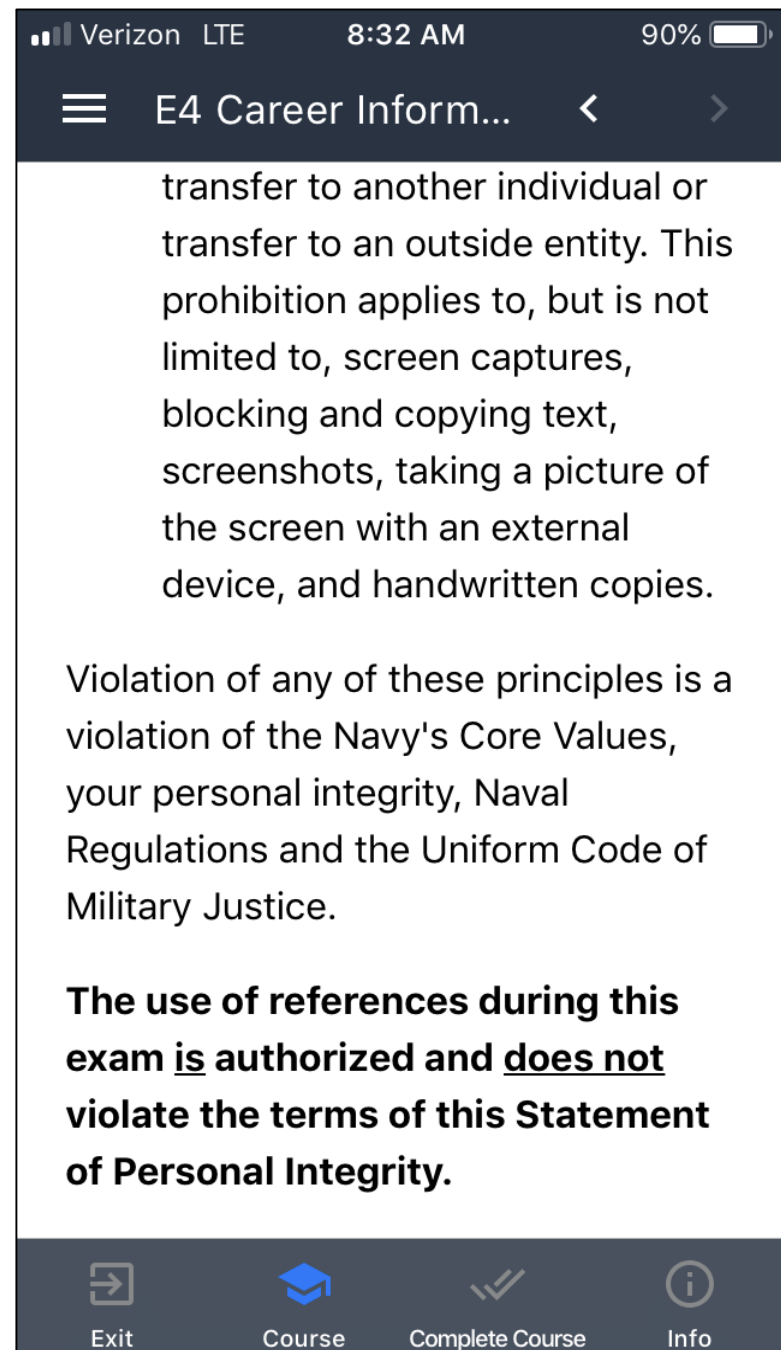 Verizon LTE 8:32 AM 90%
E4 Career Inform...
transfer to another individual or
transfer to an outside entity. This
prohibition applies to, but is not
limited to, screen captures,
blocking and copying text,
screenshots, taking a picture of
the screen with an external
device, and handwritten copies.
Violation of any of these principles is a
violation of the Navy's Core Values,
your personal integrity, Naval
Regulations and the Uniform Code of
Military Justice.
The use of references during this
exam is authorized and does not
violate the terms of this Statement
of Personal Integrity.
Exit Course Complete Course Info